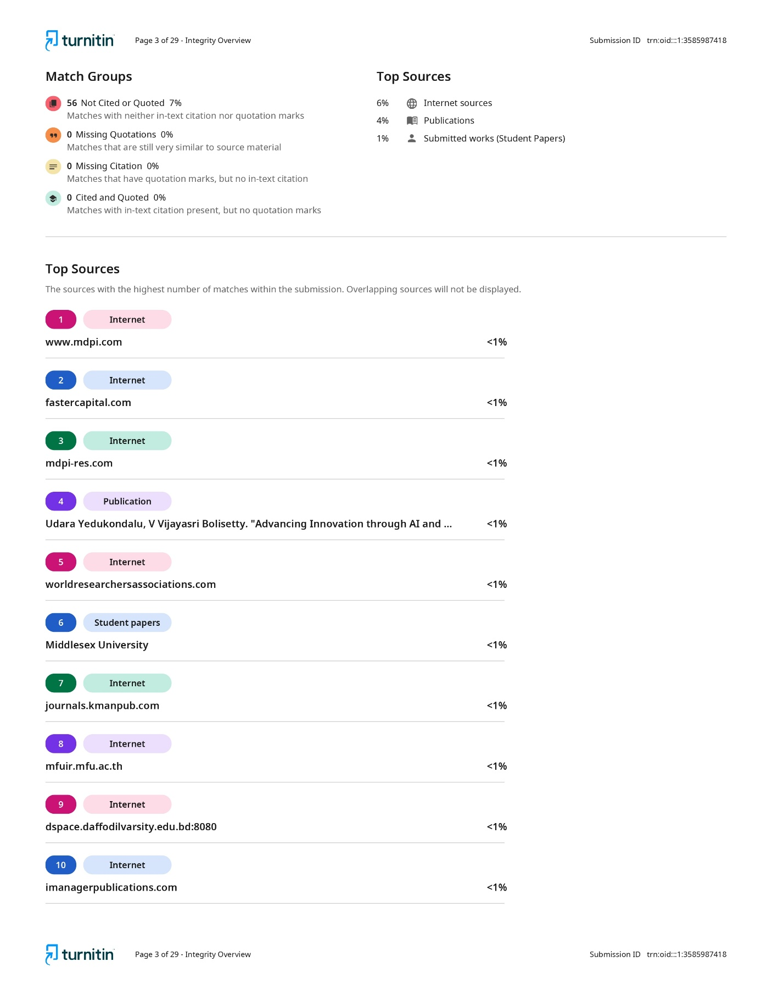 turnitin Page 3 of 29 - Integrity Overview Submission ID trn:oid:::1:3585987418
Match Groups
56 Not Cited or Quoted 7%
Matches with neither in-text citation nor quotation marks
0 Missing Quotations 0%
Matches that are still very similar to source material
0 Missing Citation 0%
Matches that have quotation marks, but no in-text citation
0 Cited and Quoted 0%
Matches with in-text citation present, but no quotation marks
Top Sources
6% Internet sources
4% Publications
1% Submitted works (Student Papers)
Top Sources
The sources with the highest number of matches within the submission. Overlapping sources will not be displayed.
1 Internet
www.mdpi.com <1%
2 Internet
fastercapital.com <1%
3 Internet
mdpi-res.com <1%
4 Publication
Udara Yedukondalu, V Vijayasri Bolisetty. "Advancing Innovation through AI and ... <1%
5 Internet
worldresearchersassociations.com <1%
6 Student papers
Middlesex University <1%
7 Internet
journals.kmanpub.com <1%
8 Internet
mfuir.mfu.ac.th <1%
9 Internet
dspace.daffodilvarsity.edu.bd:8080 <1%
10 Internet
imanagerpublications.com <1%
turnitin Page 3 of 29 - Integrity Overview Submission ID trn:oid:::1:3585987418